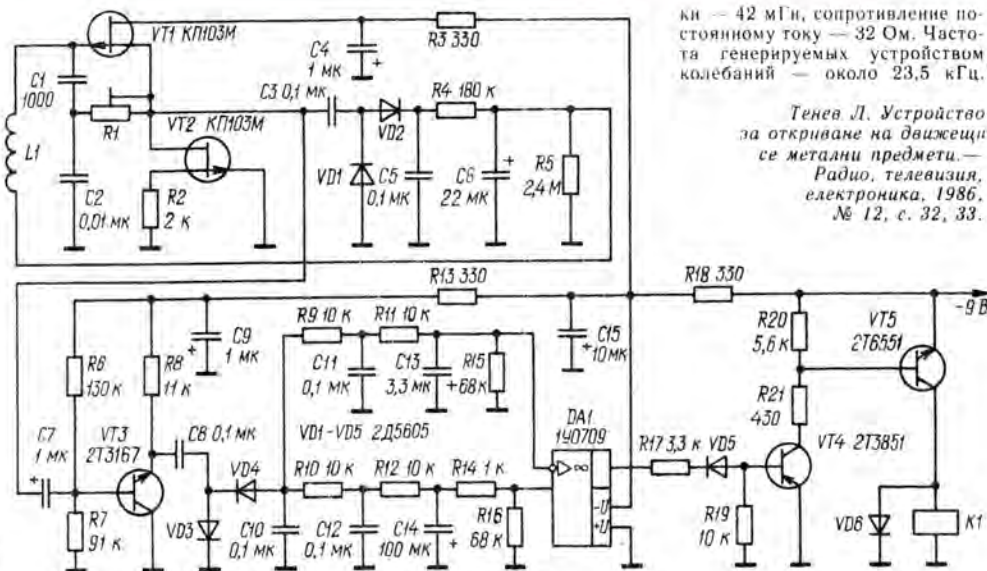 ки — 42 мГн, сопротивление по-
стоянному току — 32 Ом. Часто-
та генерируемых устройством
колебаний — около 23,5 кГц.
Тенев Л. Устройство
за откриване на движещи
се метални предмети.—
Радио, телевизия,
електроника, 1986,
№ 12, с. 32, 33.
VT1 КП103М
C4
1 мк
+
R3 330
C1
1000
R1
VT2 КП103М
C3 0,1 мк
VD2
R4 180 к
L1
C2
0,01 мк
R2
2 к
VD1
C5
0,1 мк
C6
22 мк
+
R5
2,4 М
R13 330
R18 330
-9 В
R6
130 к
R8
11 к
C9
+
1 мк
R9 10 к
R11 10 к
C11
0,1 мк
C13
3,3 мк
+
R15
68 к
C15
+
10 мк
R20
5,6 к
VT5
2Т6551
R21
430
C7
1 мк
+
VT3
2Т3167
C8 0,1 мк
VD1-VD5 2Д5605
DA1
1У0709
R17 3,3 к
VD5
VT4 2Т3851
VD4
R10 10 к
R12 10 к
R14 1 к
▷ ∞
-U
+U
R7
91 к
VD3
C10
0,1 мк
C12
0,1 мк
C14
100 мк
+
R16
68 к
R19
10 к
VD6
K1